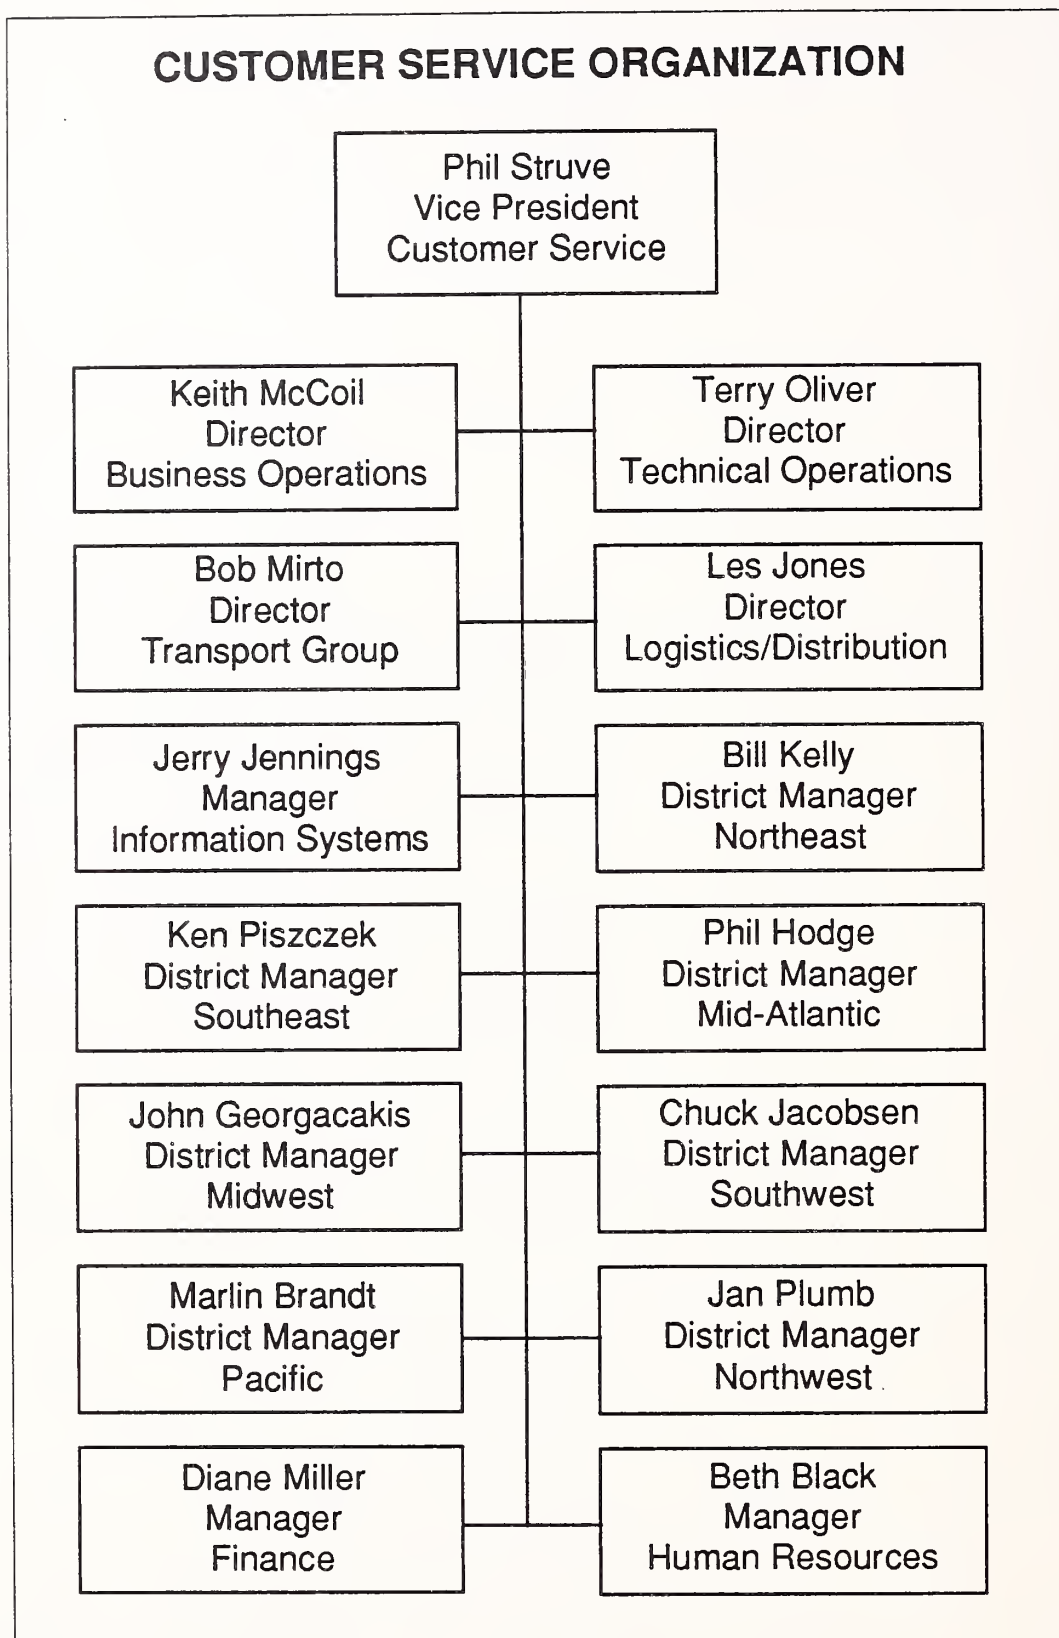 CUSTOMER SERVICE ORGANIZATION
Phil Struve
Vice President
Customer Service
Keith McCoil
Director
Business Operations
Terry Oliver
Director
Technical Operations
Bob Mirto
Director
Transport Group
Les Jones
Director
Logistics/Distribution
Jerry Jennings
Manager
Information Systems
Bill Kelly
District Manager
Northeast
Ken Piszczek
District Manager
Southeast
Phil Hodge
District Manager
Mid-Atlantic
John Georgacakis
District Manager
Midwest
Chuck Jacobsen
District Manager
Southwest
Marlin Brandt
District Manager
Pacific
Jan Plumb
District Manager
Northwest
Diane Miller
Manager
Finance
Beth Black
Manager
Human Resources